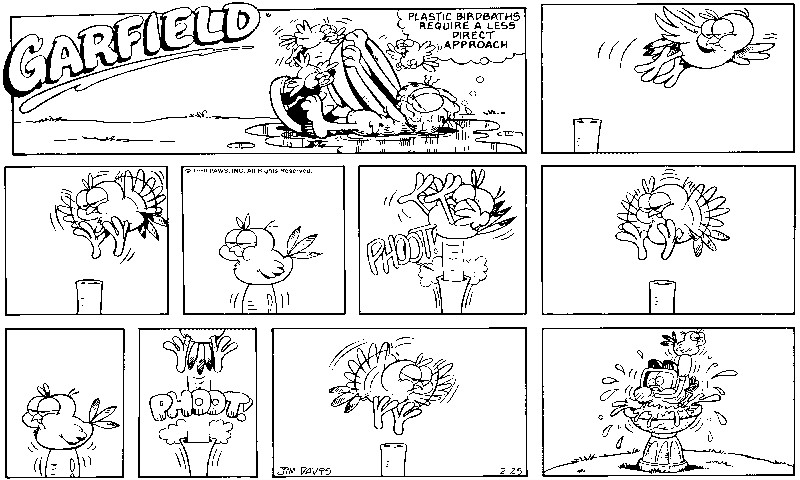 GARFIELD
PLASTIC BIRDBATHS
REQUIRE A LESS
DIRECT
APPROACH
PAWS, INC. All Rights Reserved.
PHOOT!
PHOOT!
JIM DAVIS
2-25